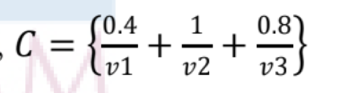 , C = {0.4/v1 + 1/v2 + 0.8/v3}